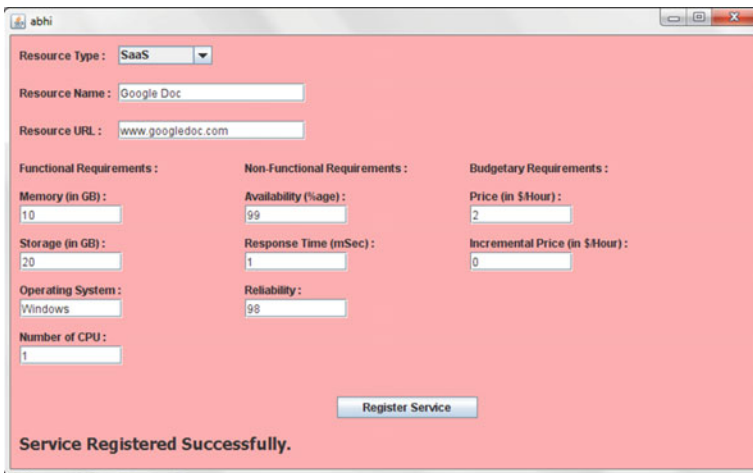 abhi
Resource Type : SaaS
Resource Name : Google Doc
Resource URL : www.googledoc.com
Functional Requirements : Non-Functional Requirements : Budgetary Requirements :
Memory (in GB) : Availability (%age) : Price (in $/Hour) :
10 99 2
Storage (in GB) : Response Time (mSec) : Incremental Price (in $/Hour) :
20 1 0
Operating System : Reliability :
Windows 98
Number of CPU :
1
Register Service
Service Registered Successfully.